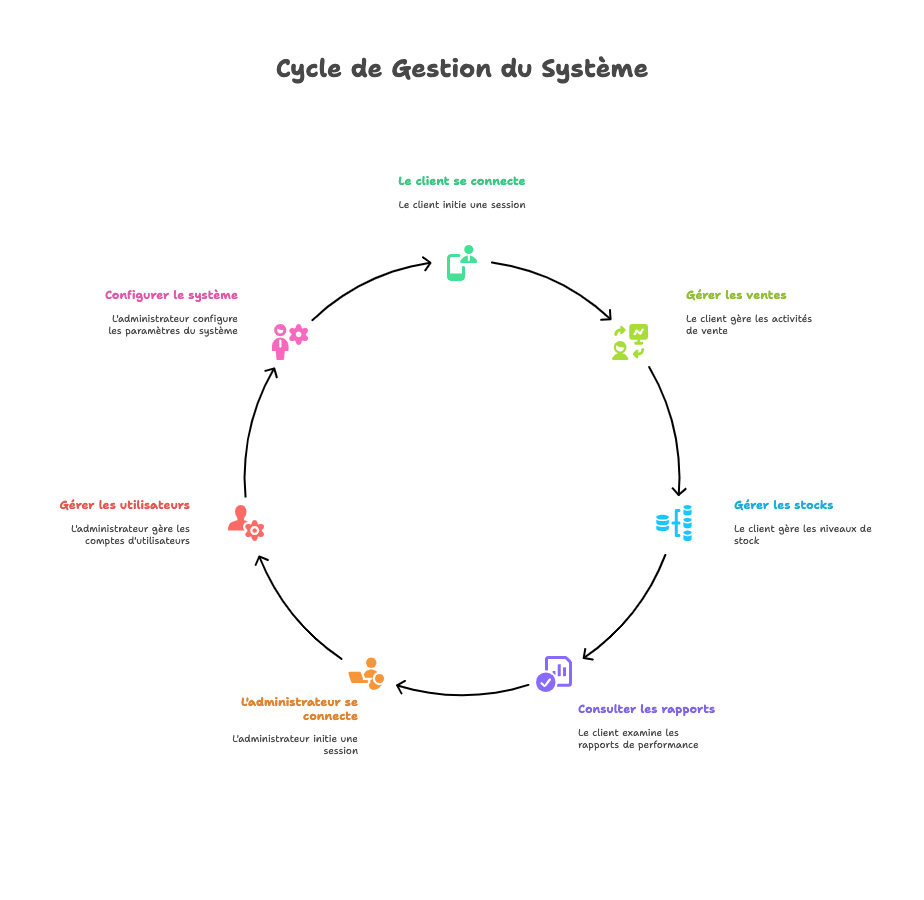 Cycle de Gestion du Système
Le client se connecte
Le client initie une session
Gérer les ventes
Le client gère les activités
de vente
Gérer les stocks
Le client gère les niveaux de
stock
Consulter les rapports
Le client examine les
rapports de performance
L'administrateur se
connecte
L'administrateur initie une
session
Gérer les utilisateurs
L'administrateur gère les
comptes d'utilisateurs
Configurer le système
L'administrateur configure
les paramètres du système